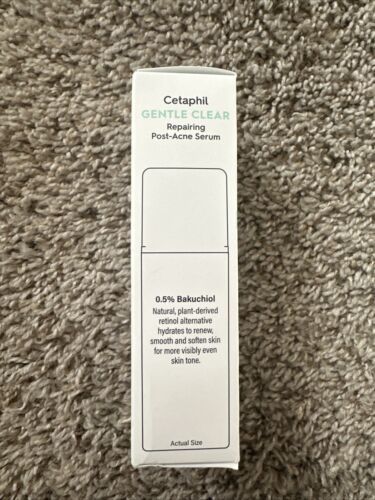 Cetaphil
GENTLE CLEAR
Repairing
Post-Acne Serum
0.5% Bakuchiol
Natural, plant-derived
retinol alternative
hydrates to renew,
smooth and soften skin
for more visibly even
skin tone.
Actual Size